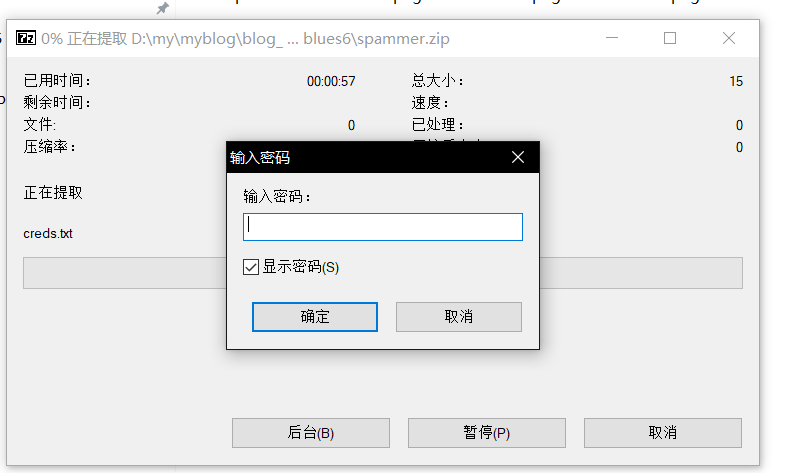 0% 正在提取 D:\my\myblog\blog_ ... blues6\spammer.zip
已用时间： 00:00:57 总大小： 15
剩余时间： 速度：
文件: 0 已处理： 0
压缩率： 0
输入密码
正在提取
输入密码：
creds.txt
显示密码(S)
确定 取消
后台(B) 暂停(P) 取消